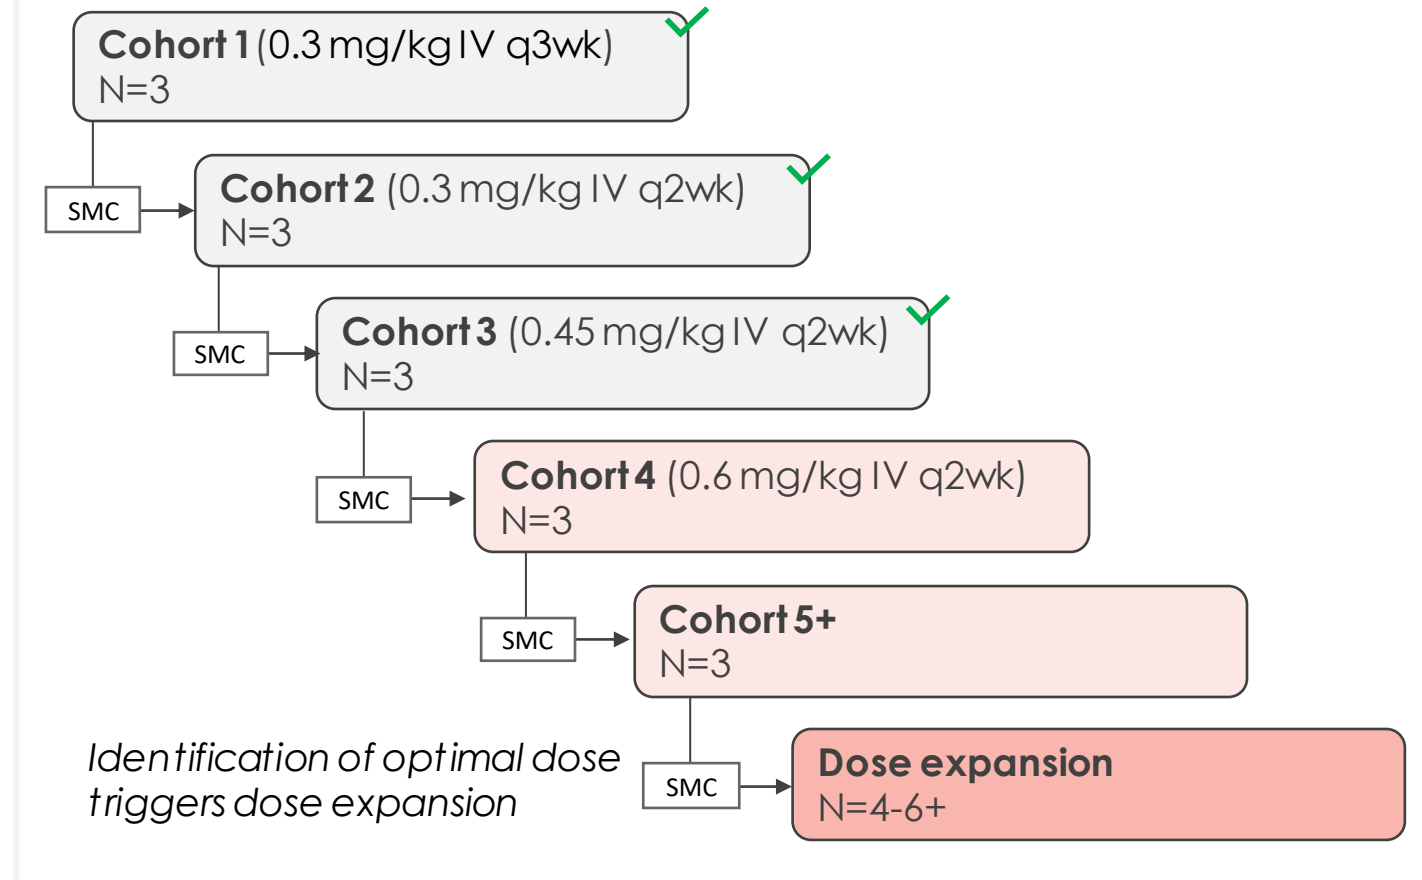 Cohort 1 (0.3 mg/kg IV q3wk)
N=3
SMC
Cohort 2 (0.3 mg/kg IV q2wk)
N=3
SMC
Cohort 3 (0.45 mg/kg IV q2wk)
N=3
SMC
Cohort 4 (0.6 mg/kg IV q2wk)
N=3
SMC
Cohort 5+
N=3
Identification of optimal dose
triggers dose expansion
SMC
Dose expansion
N=4-6+